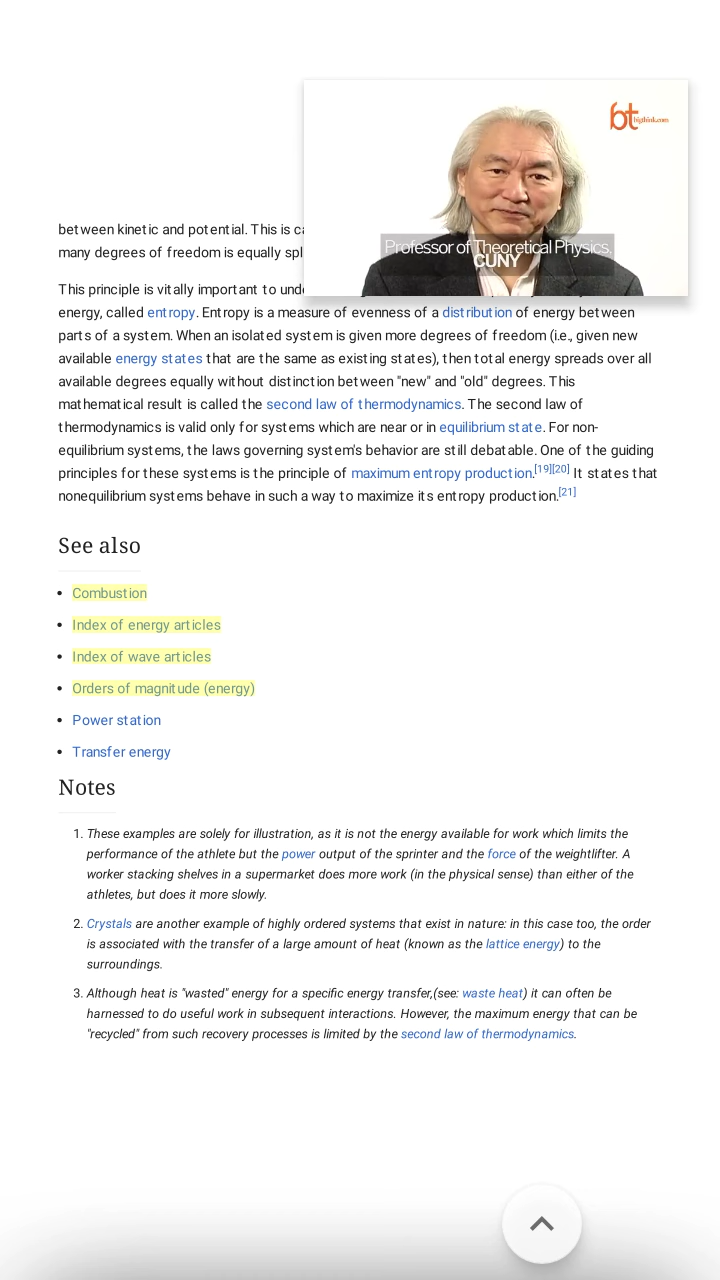 bt
bigthink.com
Professor of Theoretical Physics,
CUNY
between kinetic and potential. This is
many degrees of freedom is equally
This principle is vitally important to
energy, called entropy. Entropy is a measure of evenness of a distribution of energy between
parts of a system. When an isolated system is given more degrees of freedom (i.e., given new
available energy states that are the same as existing states), then total energy spreads over all
available degrees equally without distinction between "new" and "old" degrees. This
mathematical result is called the second law of thermodynamics. The second law of
thermodynamics is valid only for systems which are near or in equilibrium state. For non-
equilibrium systems, the laws governing system's behavior are still debatable. One of the guiding
principles for these systems is the principle of maximum entropy production.[19][20] It states that
nonequilibrium systems behave in such a way to maximize its entropy production.[21]
See also
• Combustion
• Index of energy articles
• Index of wave articles
• Orders of magnitude (energy)
• Power station
• Transfer energy
Notes
1. These examples are solely for illustration, as it is not the energy available for work which limits the
performance of the athlete but the power output of the sprinter and the force of the weightlifter. A
worker stacking shelves in a supermarket does more work (in the physical sense) than either of the
athletes, but does it more slowly.
2. Crystals are another example of highly ordered systems that exist in nature: in this case too, the order
is associated with the transfer of a large amount of heat (known as the lattice energy) to the
surroundings.
3. Although heat is "wasted" energy for a specific energy transfer,(see: waste heat) it can often be
harnessed to do useful work in subsequent interactions. However, the maximum energy that can be
"recycled" from such recovery processes is limited by the second law of thermodynamics.